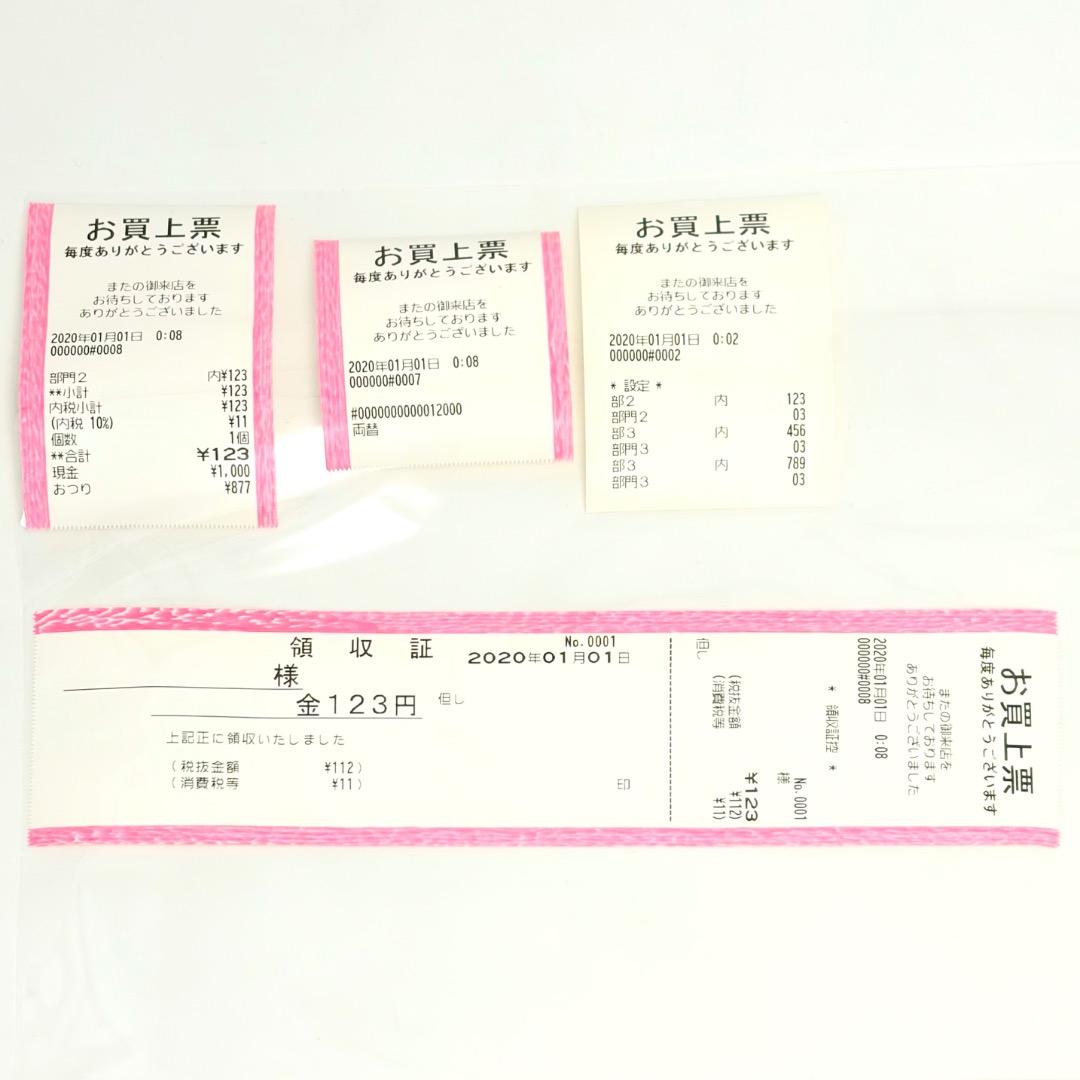 お買上票
毎度ありがとうございます
またの御来店を
お待ちしております
ありがとうございました
2020年01月01日 0:08
000000#0008
部門2 内¥123
**小計 ¥123
内税小計 ¥123
(内税 10%) ¥11
個数 1個
**合計 ¥123
現金 ¥1,000
おつり ¥877
お買上票
毎度ありがとうございます
またの御来店を
お待ちしております
ありがとうございました
2020年01月01日 0:08
000000#0007
#0000000000012000
両替
お買上票
毎度ありがとうございます
またの御来店を
お待ちしております
ありがとうございました
2020年01月01日 0:02
000000#0002
* 設定 *
部2 内 123
部門2 03
部3 内 456
部門3 03
部3 内 789
部門3 03
領収証
No.0001
2020年01月01日
様
金123円 但し
上記正に領収いたしました
(税抜金額 ¥112)
(消費税等 ¥11)
印
お買上票
毎度ありがとうございます
またの御来店を
お待ちしております
ありがとうございました
2020年01月01日 0:08
000000#0008
* 領収証控 *
No.0001
様
¥123
(税抜金額 ¥112)
(消費税等 ¥11)
但し